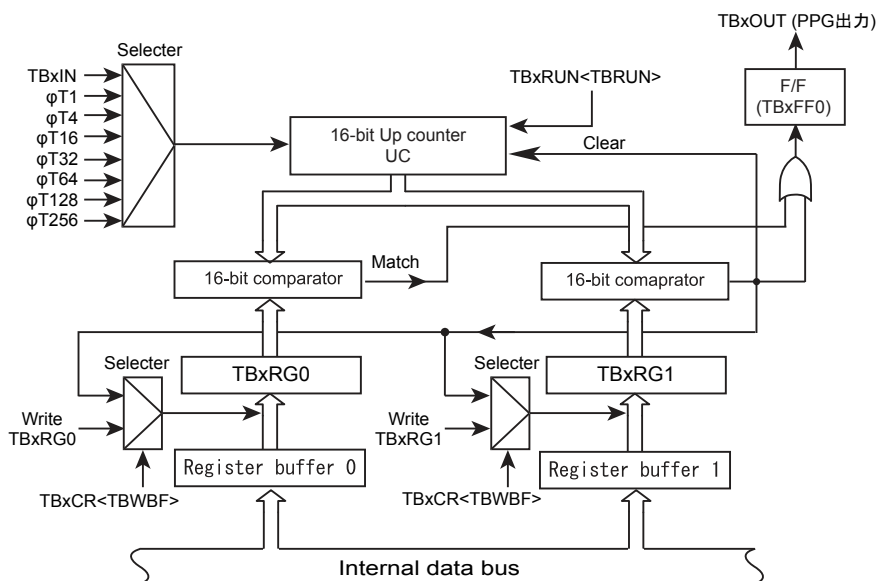 TBxOUT (PPG出力)
Selecter
TBxIN
φT1
φT4
φT16
φT32
φT64
φT128
φT256
TBxRUN<TBRUN>
F/F
(TBxFF0)
16-bit Up counter
UC
Clear
16-bit comparator
Match
16-bit comaprator
Selecter
TBxRG0
Selecter
TBxRG1
Write
TBxRG0
Write
TBxRG1
Register buffer 0
Register buffer 1
TBxCR<TBWBF>
TBxCR<TBWBF>
Internal data bus